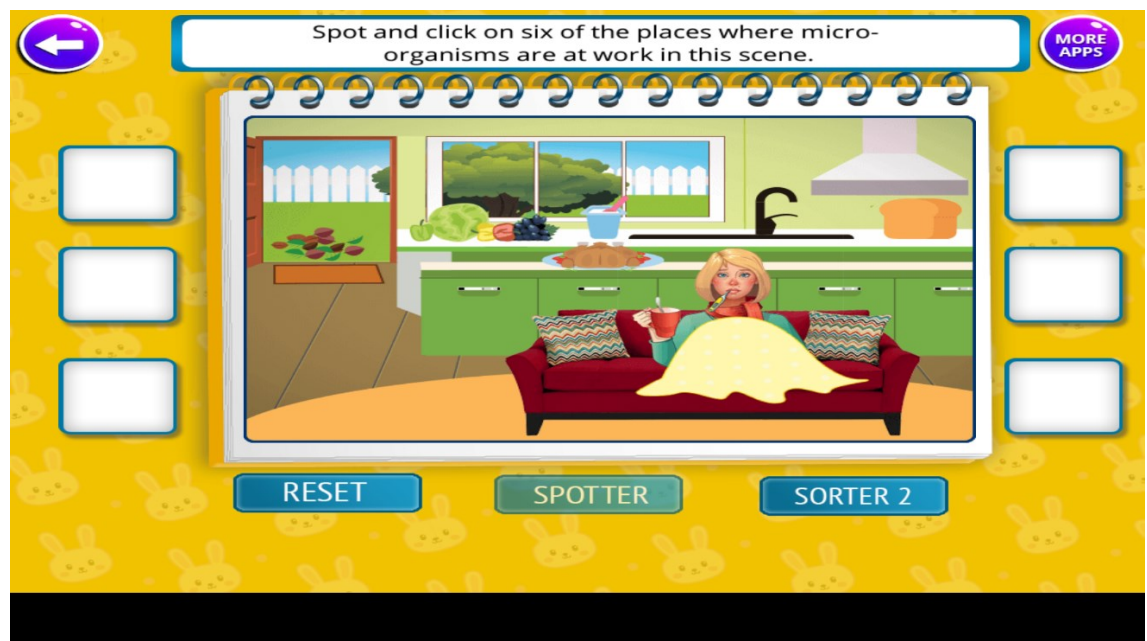 Spot and click on six of the places where micro-
organisms are at work in this scene.
MORE
APPS
RESET
SPOTTER
SORTER 2